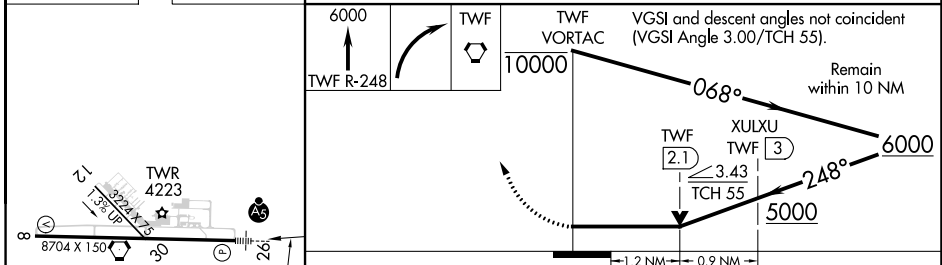 6000
TWF R-248
TWF
TWF
VORTAC
10000
VGSI and descent angles not coincident
(VGSI Angle 3.00/TCH 55).
Remain
within 10 NM
068°
6000
TWF
2.1
XULXU
TWF 3
3.43
TCH 55
248°
5000
1.2 NM
0.9 NM
12
TWR
4223
3224 X 75
1.3% UP
A5
V
8
8704 X 150
30
P
26